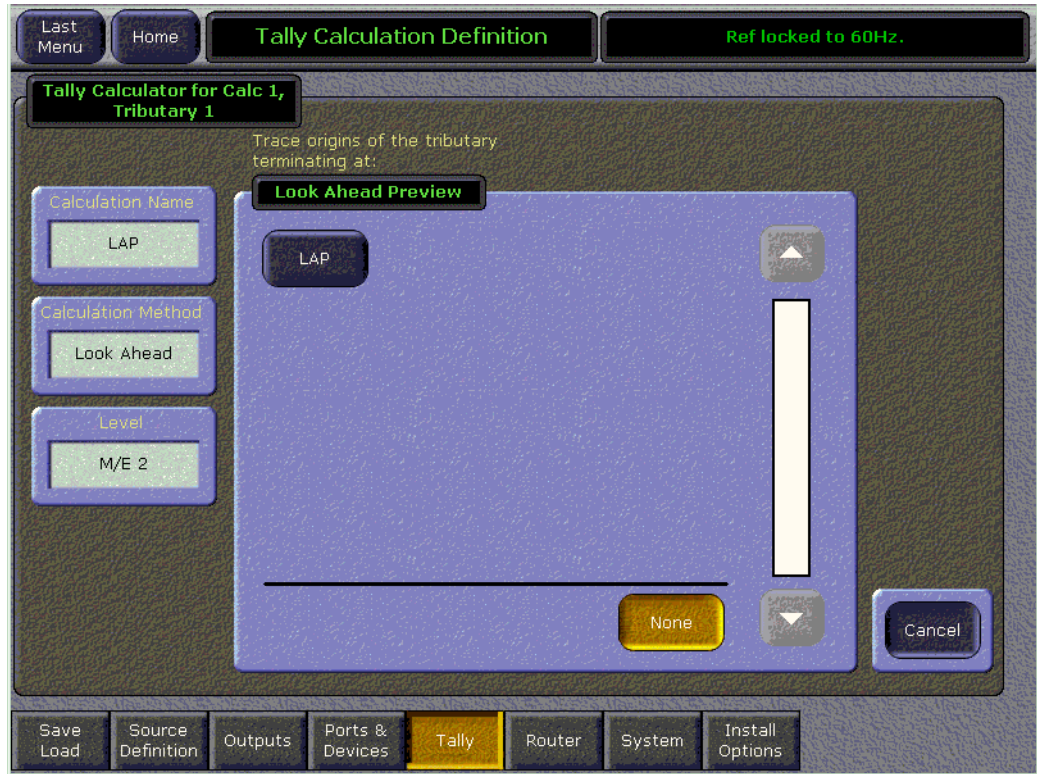 Last
Menu
Home
Tally Calculation Definition
Ref locked to 60Hz.
Tally Calculator for Calc 1,
Tributary 1
Trace origins of the tributary
terminating at:
Look Ahead Preview
Calculation Name
LAP
LAP
Calculation Method
Look Ahead
Level
M/E 2
None
Cancel
Save
Load
Source
Definition
Outputs
Ports &
Devices
Tally
Router
System
Install
Options